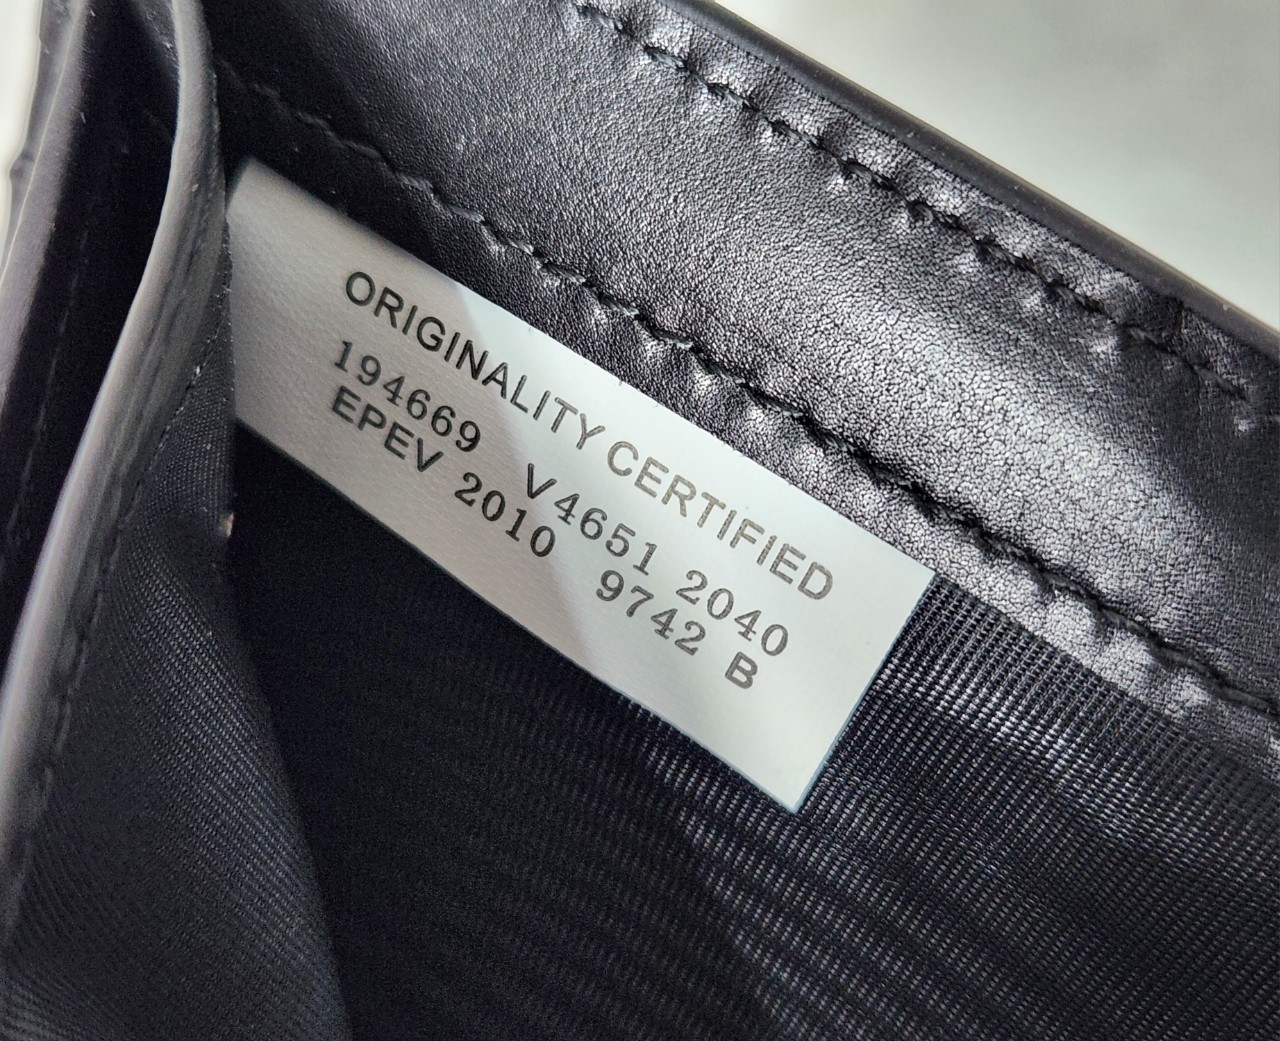 ORIGINALITY CERTIFIED
194669 V4651 2040
EPEV 2010 9742 B